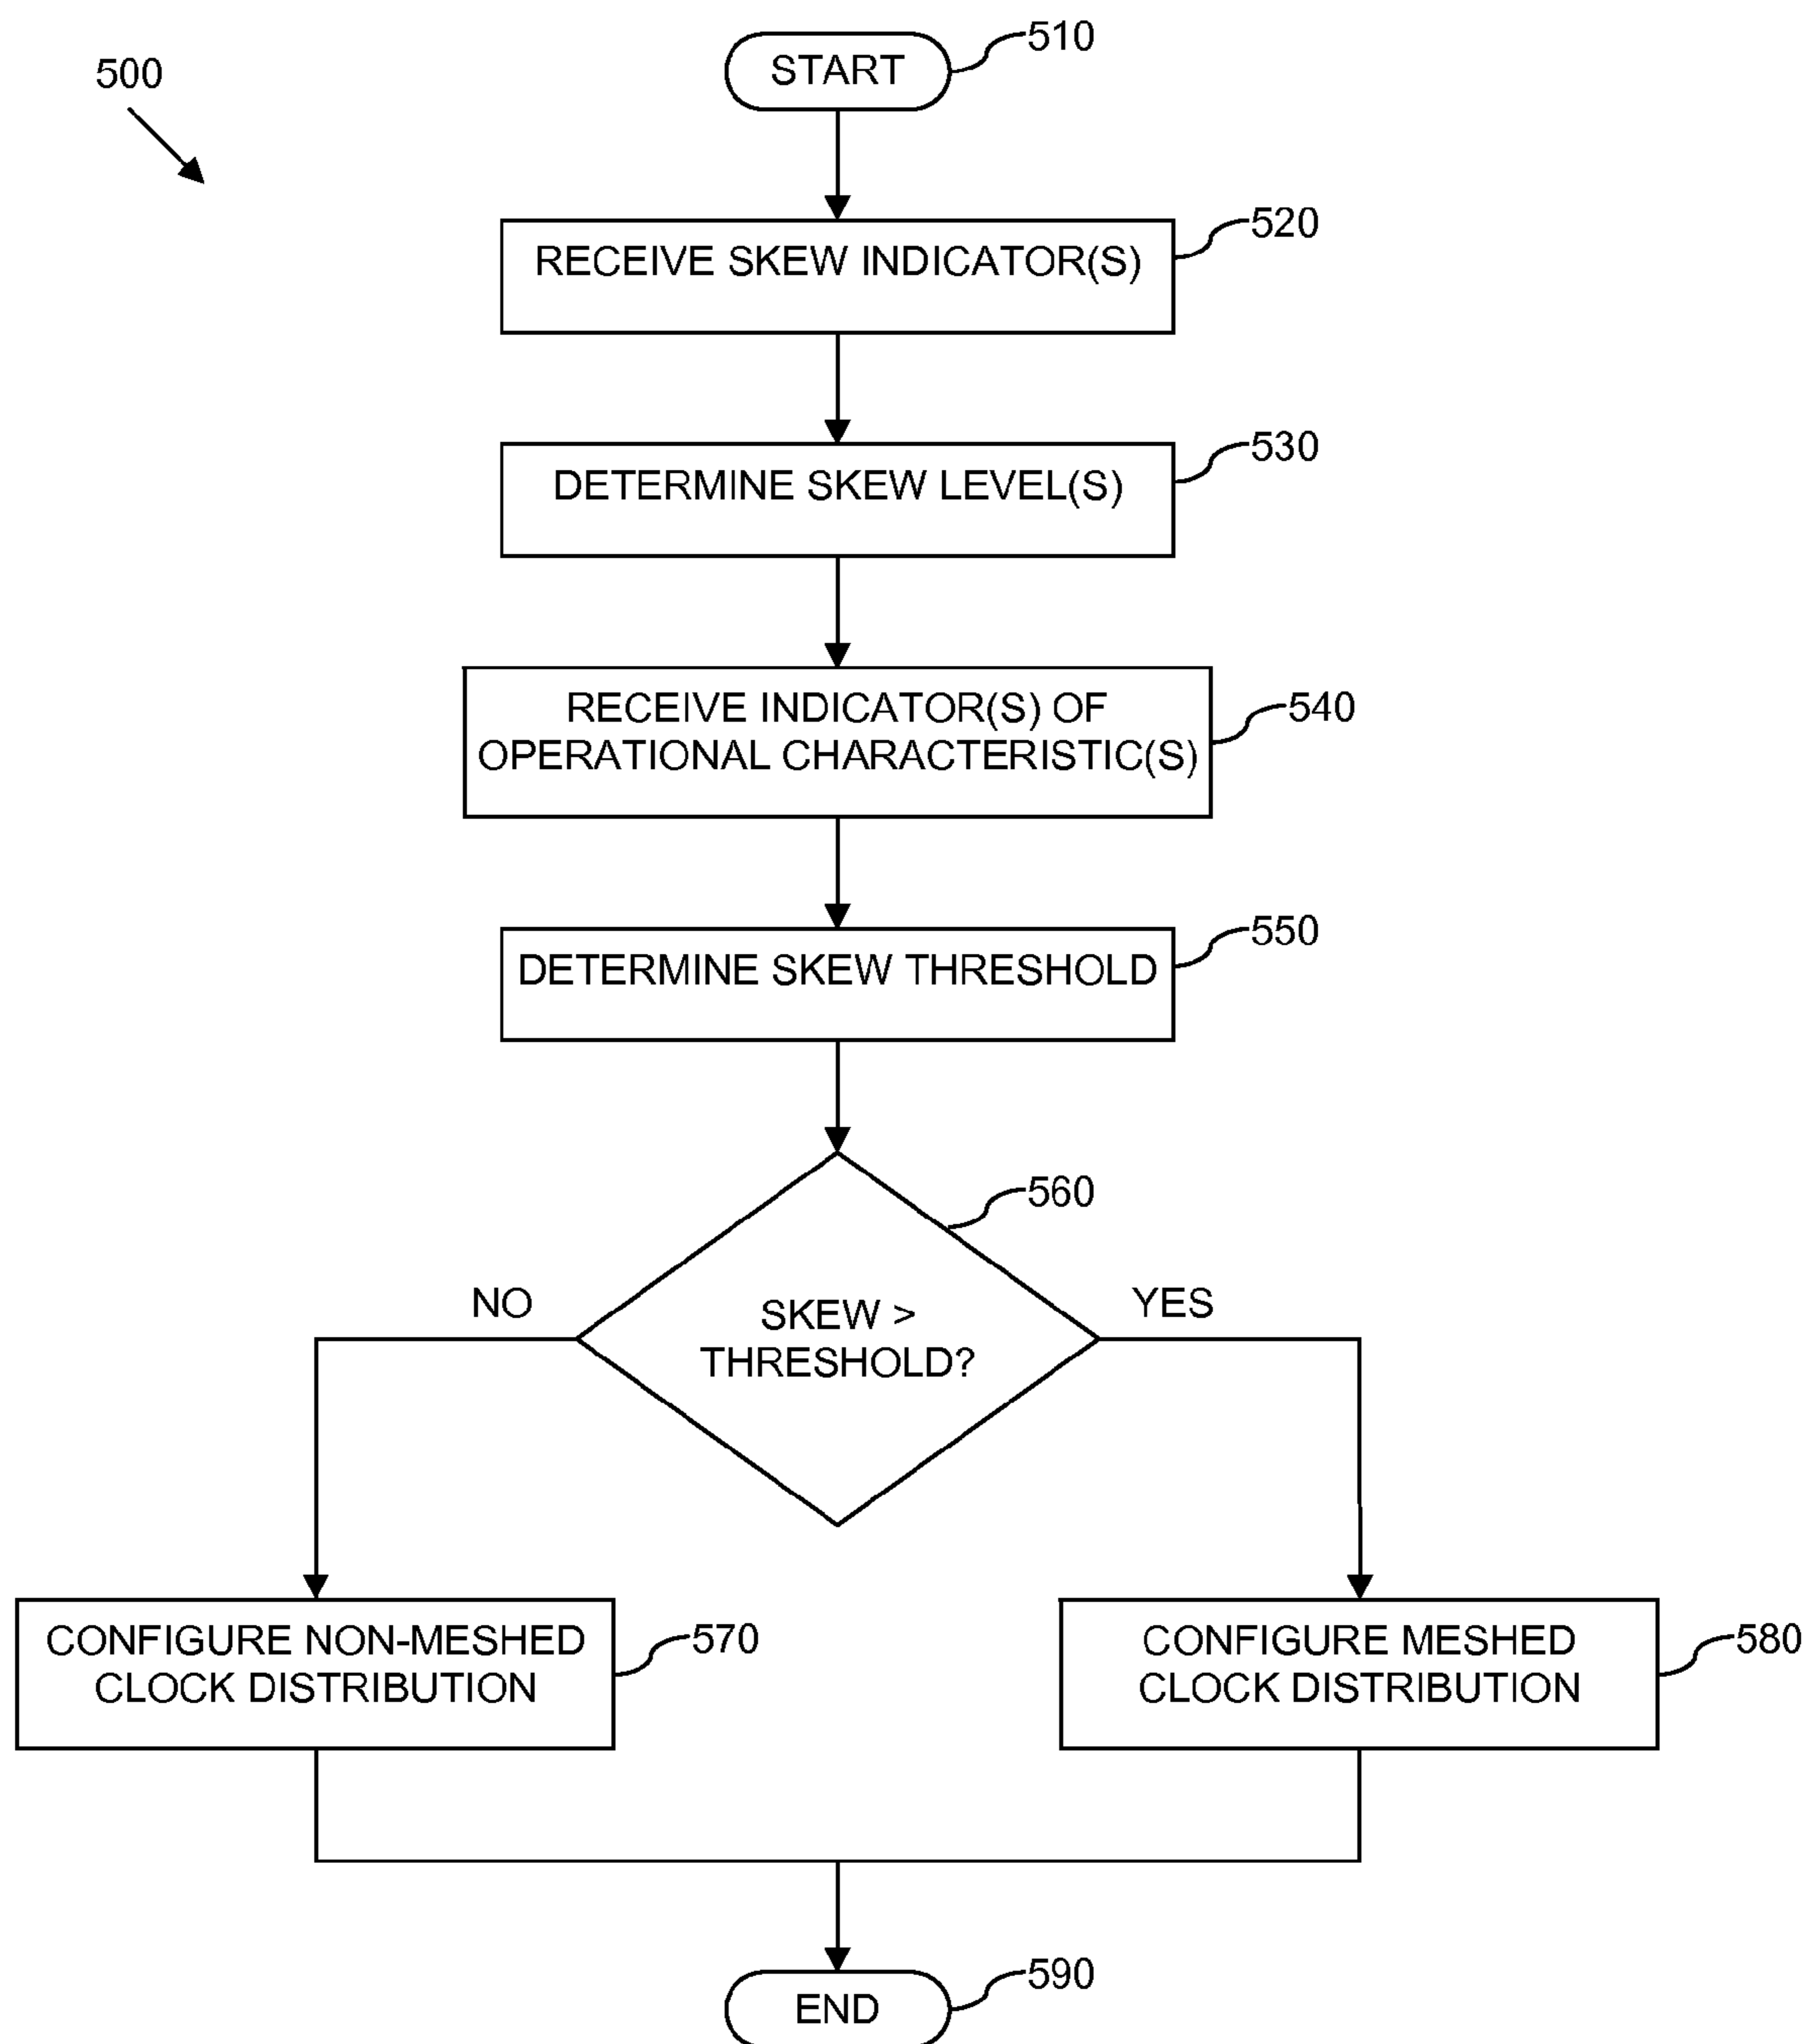 500
START
510
RECEIVE SKEW INDICATOR(S)
520
DETERMINE SKEW LEVEL(S)
530
RECEIVE INDICATOR(S) OF
OPERATIONAL CHARACTERISTIC(S)
540
DETERMINE SKEW THRESHOLD
550
560
NO
SKEW >
THRESHOLD?
YES
CONFIGURE NON-MESHED
CLOCK DISTRIBUTION
570
CONFIGURE MESHED
CLOCK DISTRIBUTION
580
END
590